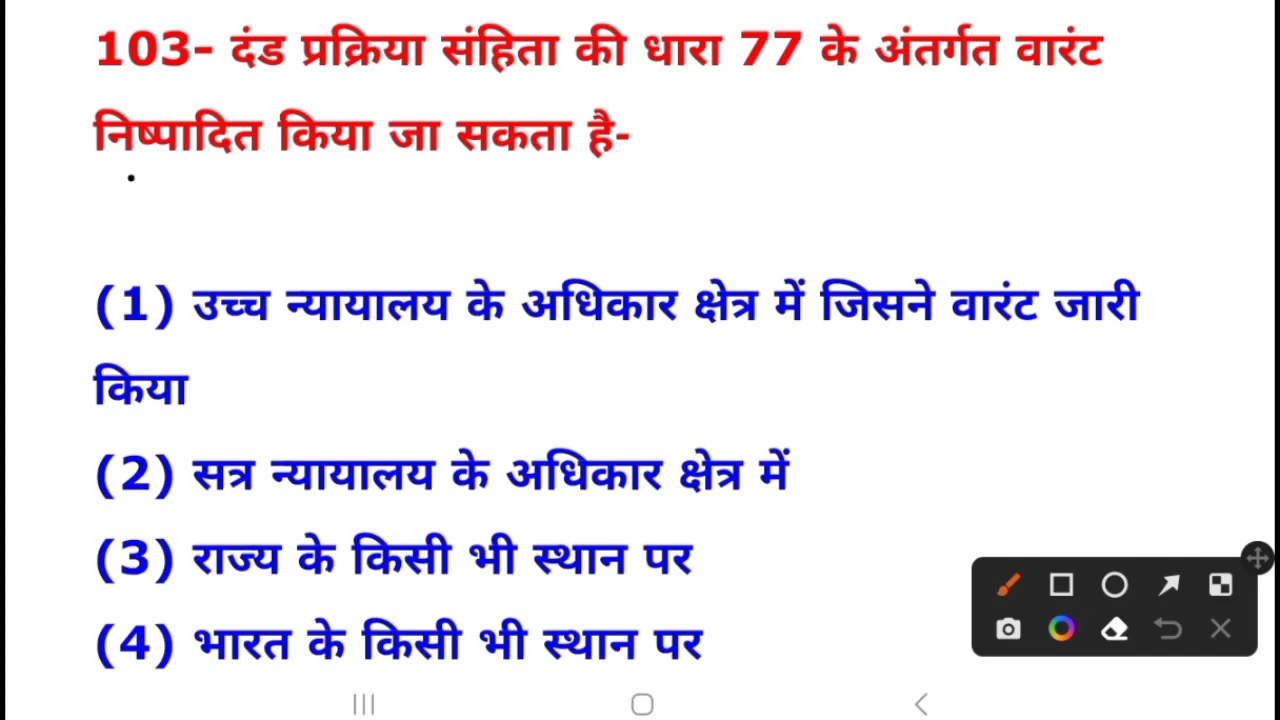 103- दंड प्रक्रिया संहिता की धारा 77 के अंतर्गत वारंट
निष्पादित किया जा सकता है-
(1) उच्च न्यायालय के अधिकार क्षेत्र में जिसने वारंट जारी
किया
(2) सत्र न्यायालय के अधिकार क्षेत्र में
(3) राज्य के किसी भी स्थान पर
(4) भारत के किसी भी स्थान पर